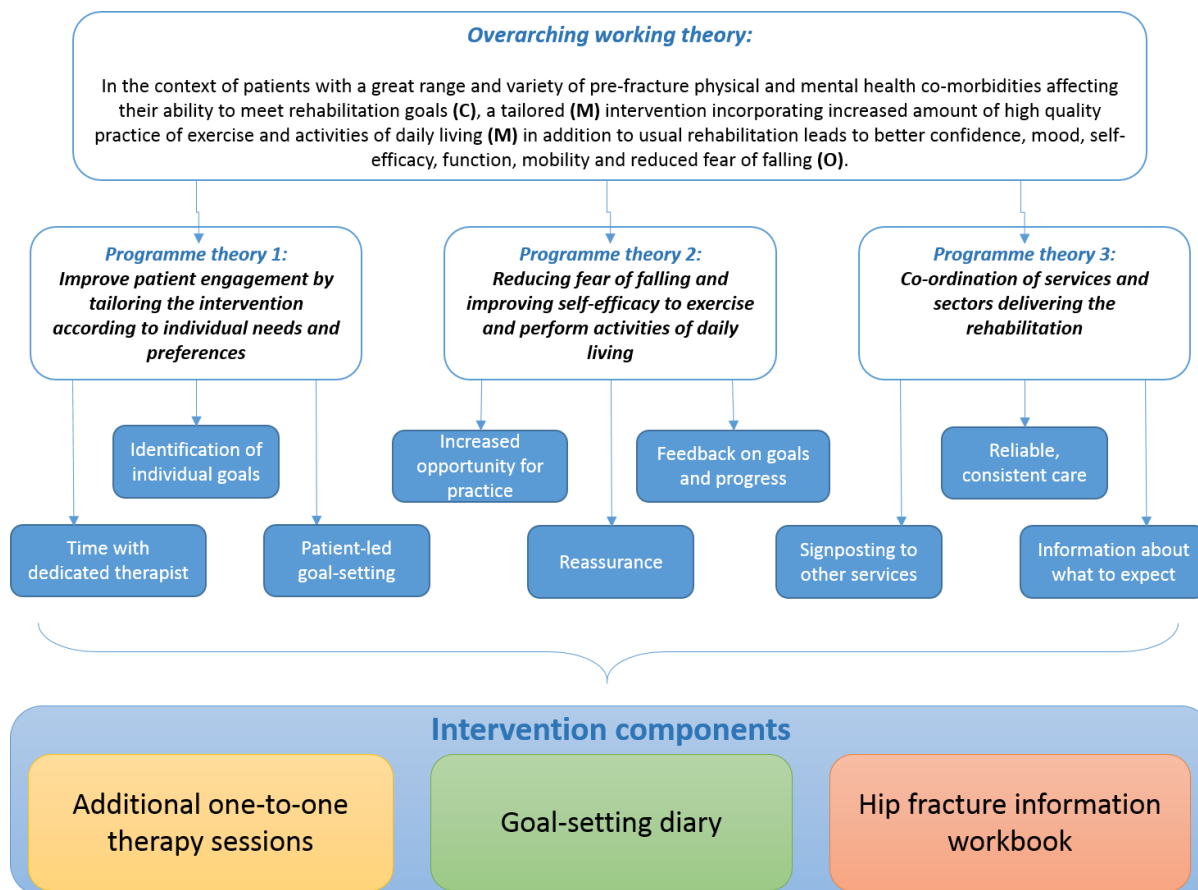 Overarching working theory:
In the context of patients with a great range and variety of pre-fracture physical and mental health co-morbidities affecting
their ability to meet rehabilitation goals (C), a tailored (M) intervention incorporating increased amount of high quality
practice of exercise and activities of daily living (M) in addition to usual rehabilitation leads to better confidence, mood, self-
efficacy, function, mobility and reduced fear of falling (O).
Programme theory 1:
Improve patient engagement by
tailoring the intervention
according to individual needs and
preferences
Programme theory 2:
Reducing fear of falling and
improving self-efficacy to exercise
and perform activities of daily
living
Programme theory 3:
Co-ordination of services and
sectors delivering the
rehabilitation
Identification of
individual goals
Increased
opportunity for
practice
Feedback on goals
and progress
Reliable,
consistent care
Time with
dedicated therapist
Patient-led
goal-setting
Reassurance
Signposting to
other services
Information about
what to expect
Intervention components
Additional one-to-one
therapy sessions
Goal-setting diary
Hip fracture information
workbook